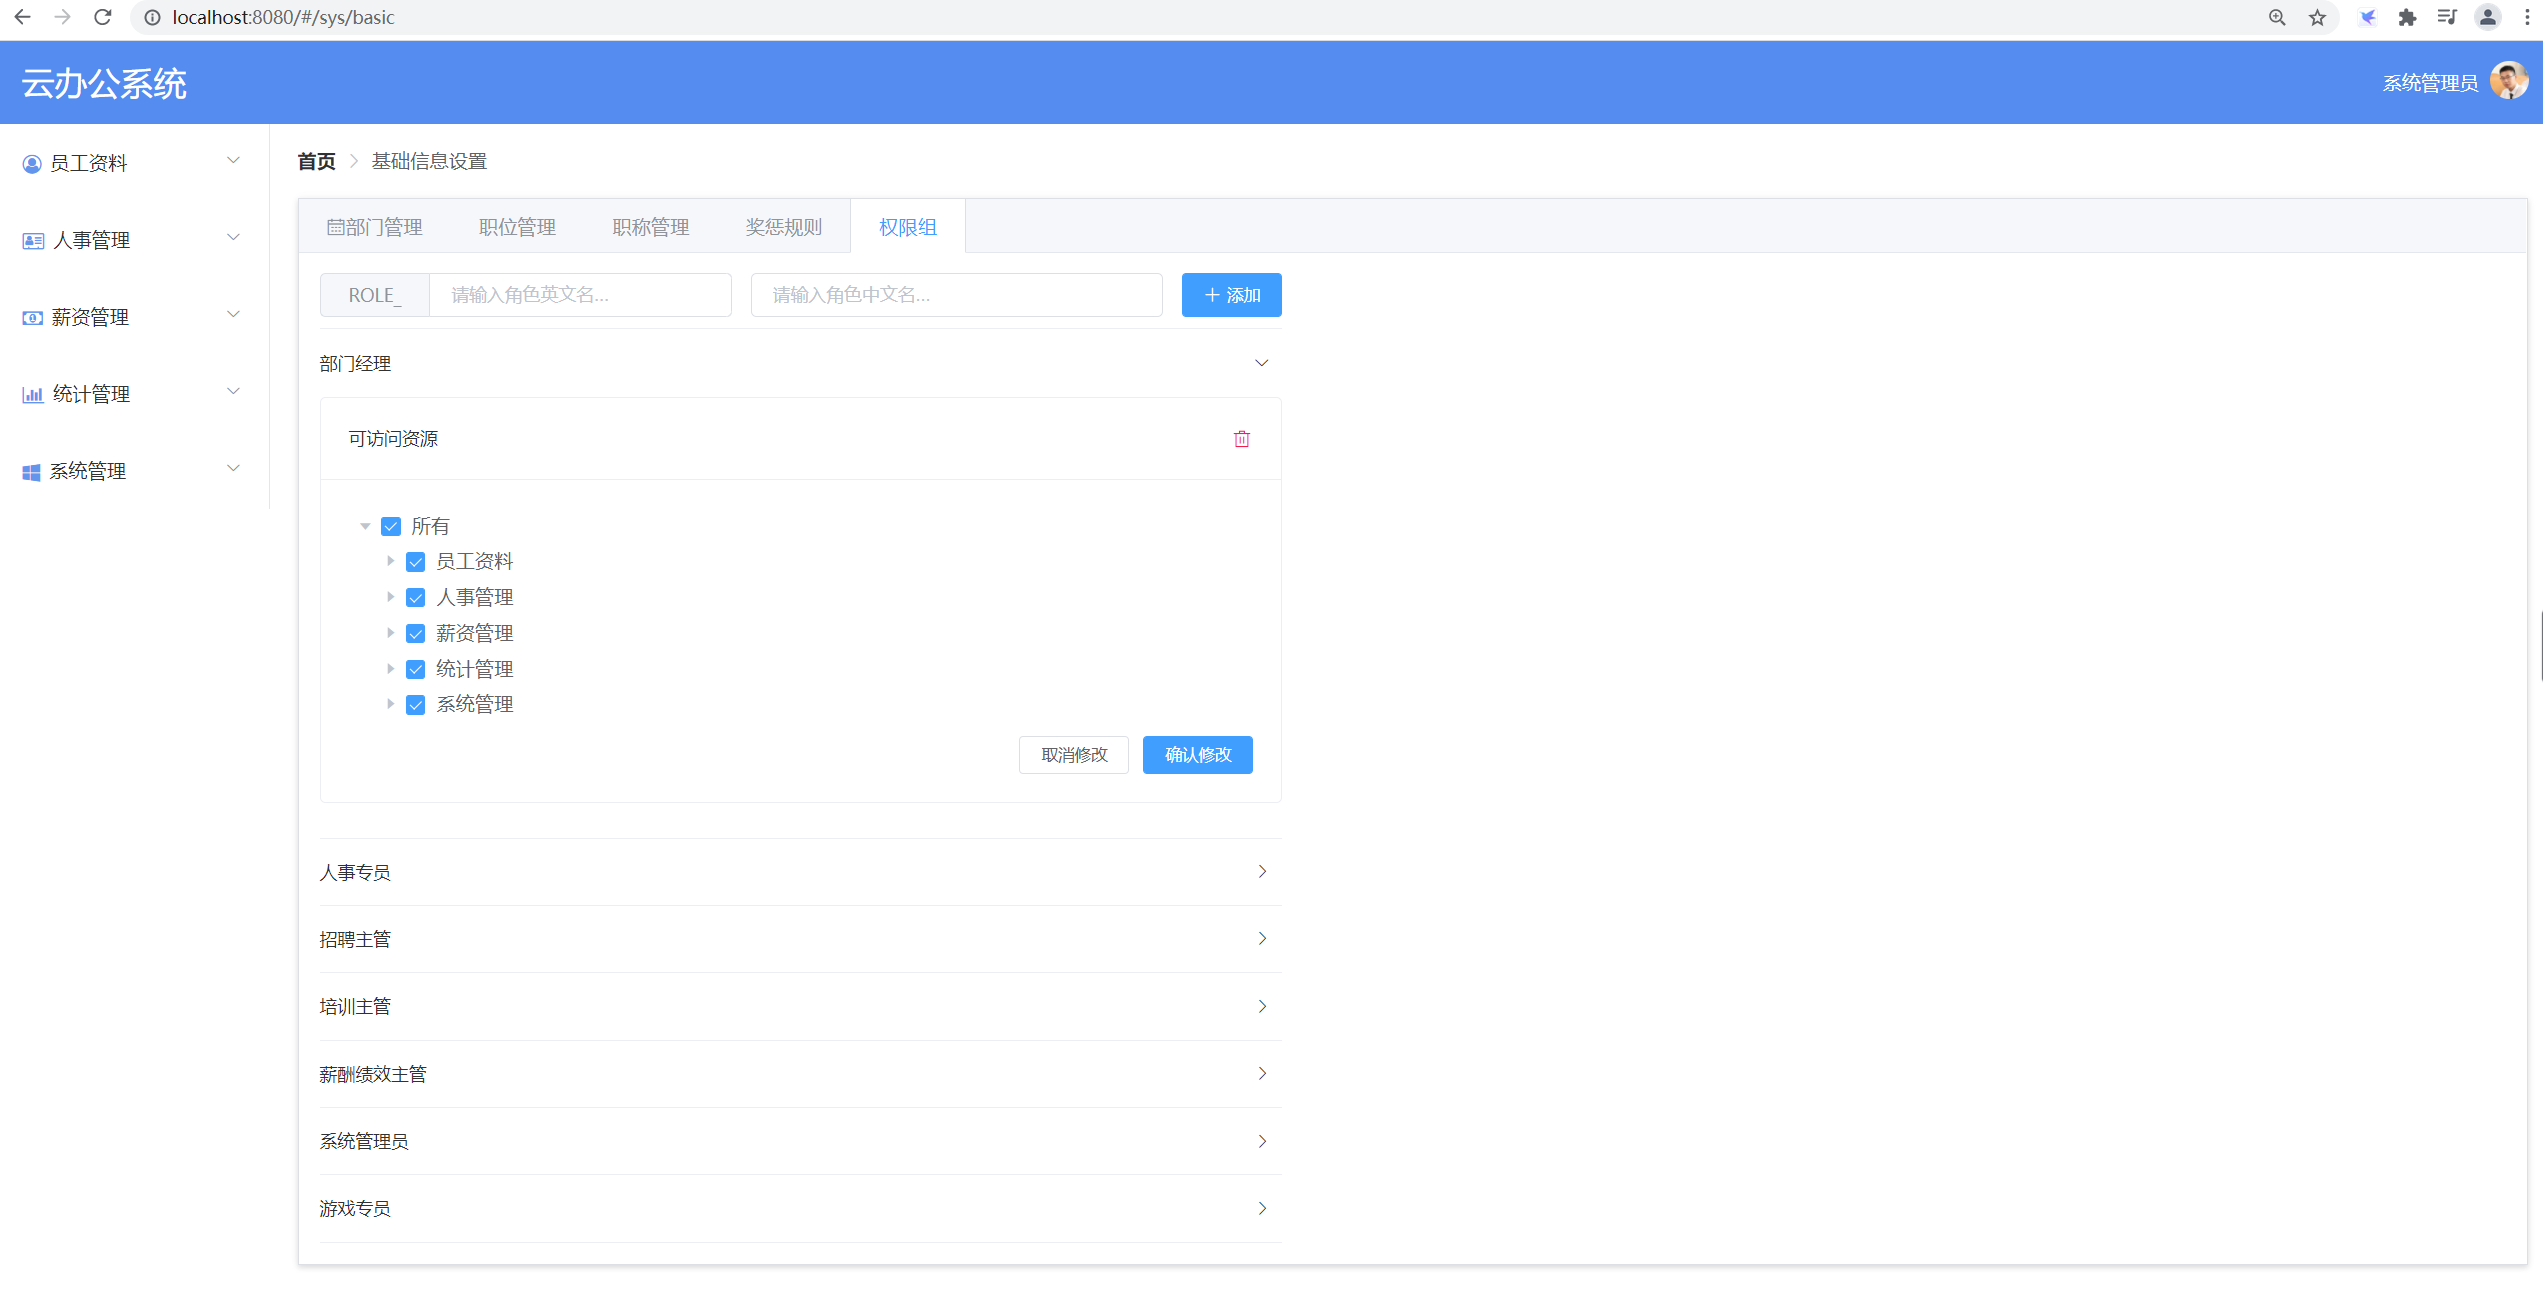 localhost:8080/#/sys/basic
云办公系统
系统管理员
员工资料
人事管理
薪资管理
统计管理
系统管理
首页 > 基础信息设置
部门管理 职位管理 职称管理 奖惩规则 权限组
ROLE_ 请输入角色英文名... 请输入角色中文名... + 添加
部门经理
可访问资源
所有
员工资料
人事管理
薪资管理
统计管理
系统管理
取消修改 确认修改
人事专员
招聘主管
培训主管
薪酬绩效主管
系统管理员
游戏专员